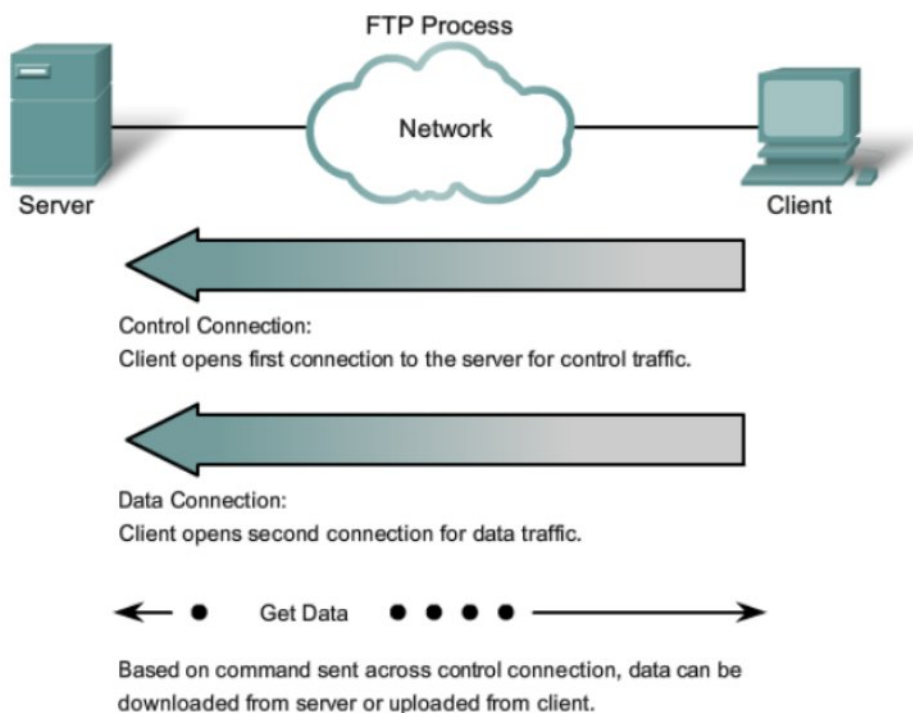 FTP Process
Network
Server
Client
Control Connection:
Client opens first connection to the server for control traffic.
Data Connection:
Client opens second connection for data traffic.
Get Data
Based on command sent across control connection, data can be
downloaded from server or uploaded from client.